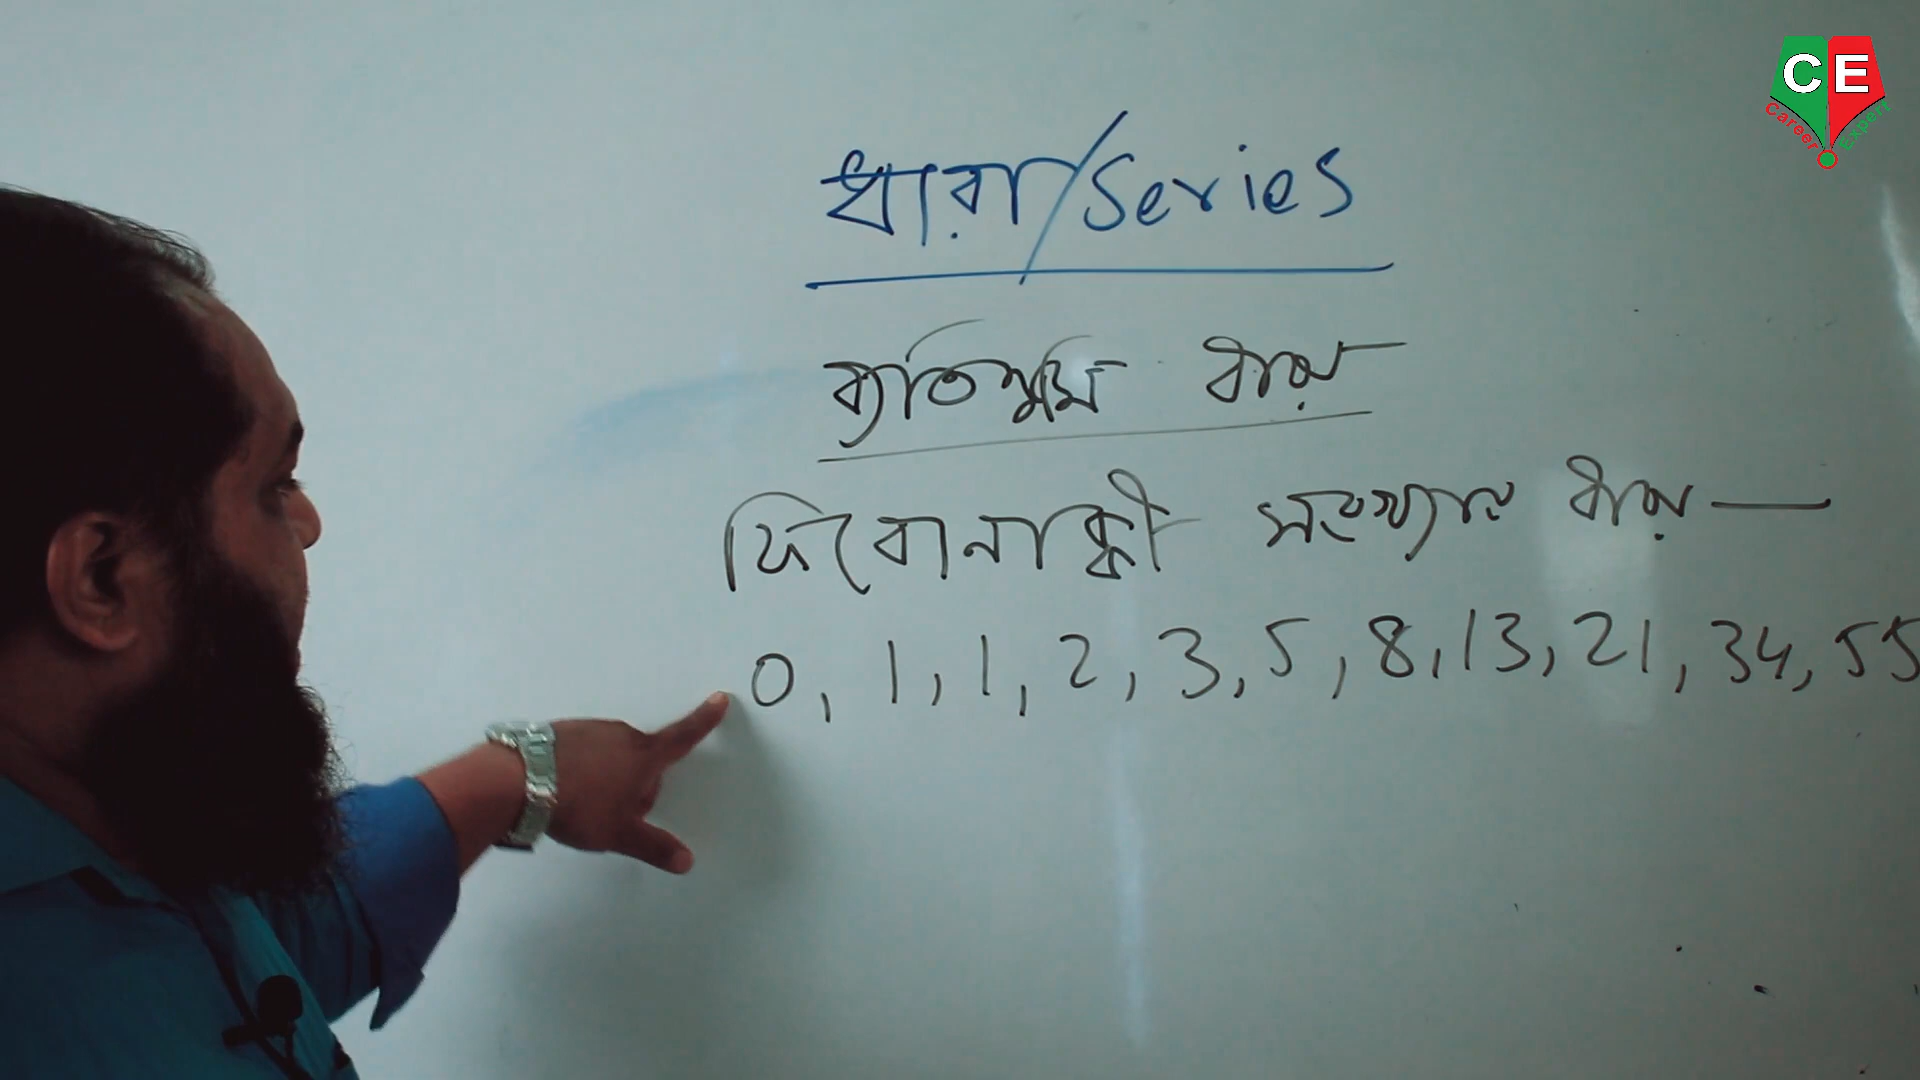 CE
Career Expert
ধারা/Series
ব্যতিক্রম ধারা
ফিবোনাক্কী সংখ্যার ধারা—
0, 1, 1, 2, 3, 5, 8, 13, 21, 34, 55